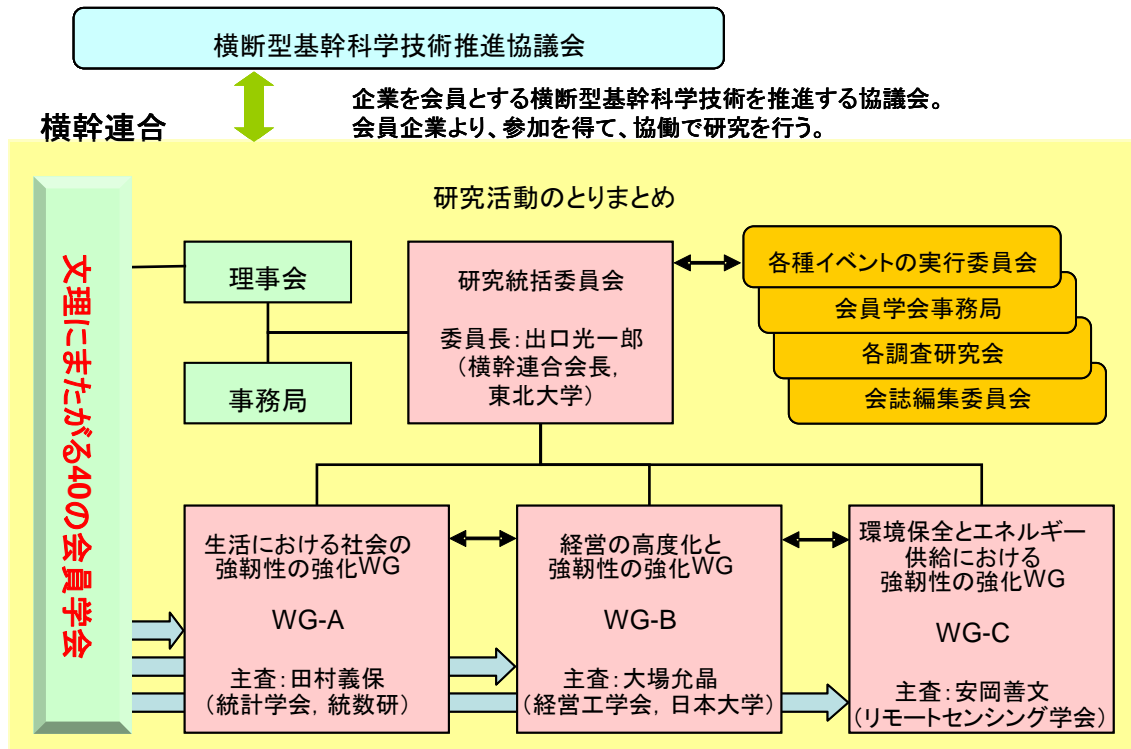 横断型基幹科学技術推進協議会
企業を会員とする横断型基幹科学技術を推進する協議会。
会員企業より、参加を得て、協働で研究を行う。
横幹連合
研究活動のとりまとめ
文理にまたがる40の会員学会
理事会
事務局
研究統括委員会
委員長：出口光一郎
（横幹連合会長，
東北大学）
各種イベントの実行委員会
会員学会事務局
各調査研究会
会誌編集委員会
生活における社会の
強靭性の強化WG
WG-A
主査：田村義保
（統計学会，統数研）
経営の高度化と
強靭性の強化WG
WG-B
主査：大場允晶
（経営工学会，日本大学）
環境保全とエネルギー
供給における
強靭性の強化WG
WG-C
主査：安岡善文
（リモートセンシング学会）